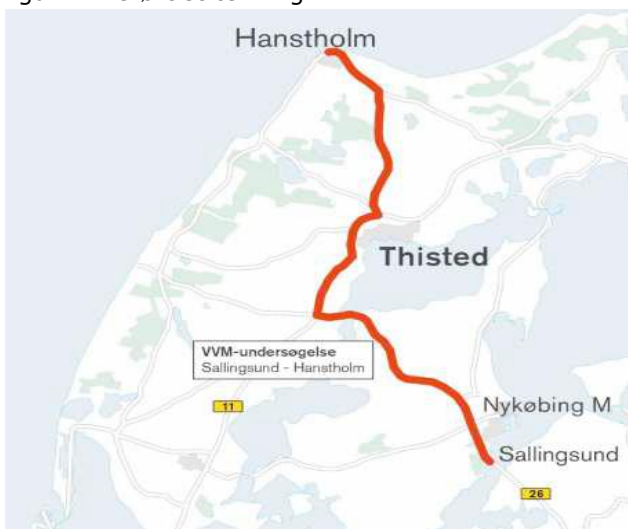 Hanstholm
Thisted
VVM-undersøgelse
Sallingsund - Hanstholm
11
Nykøbing M
Sallingsund
26